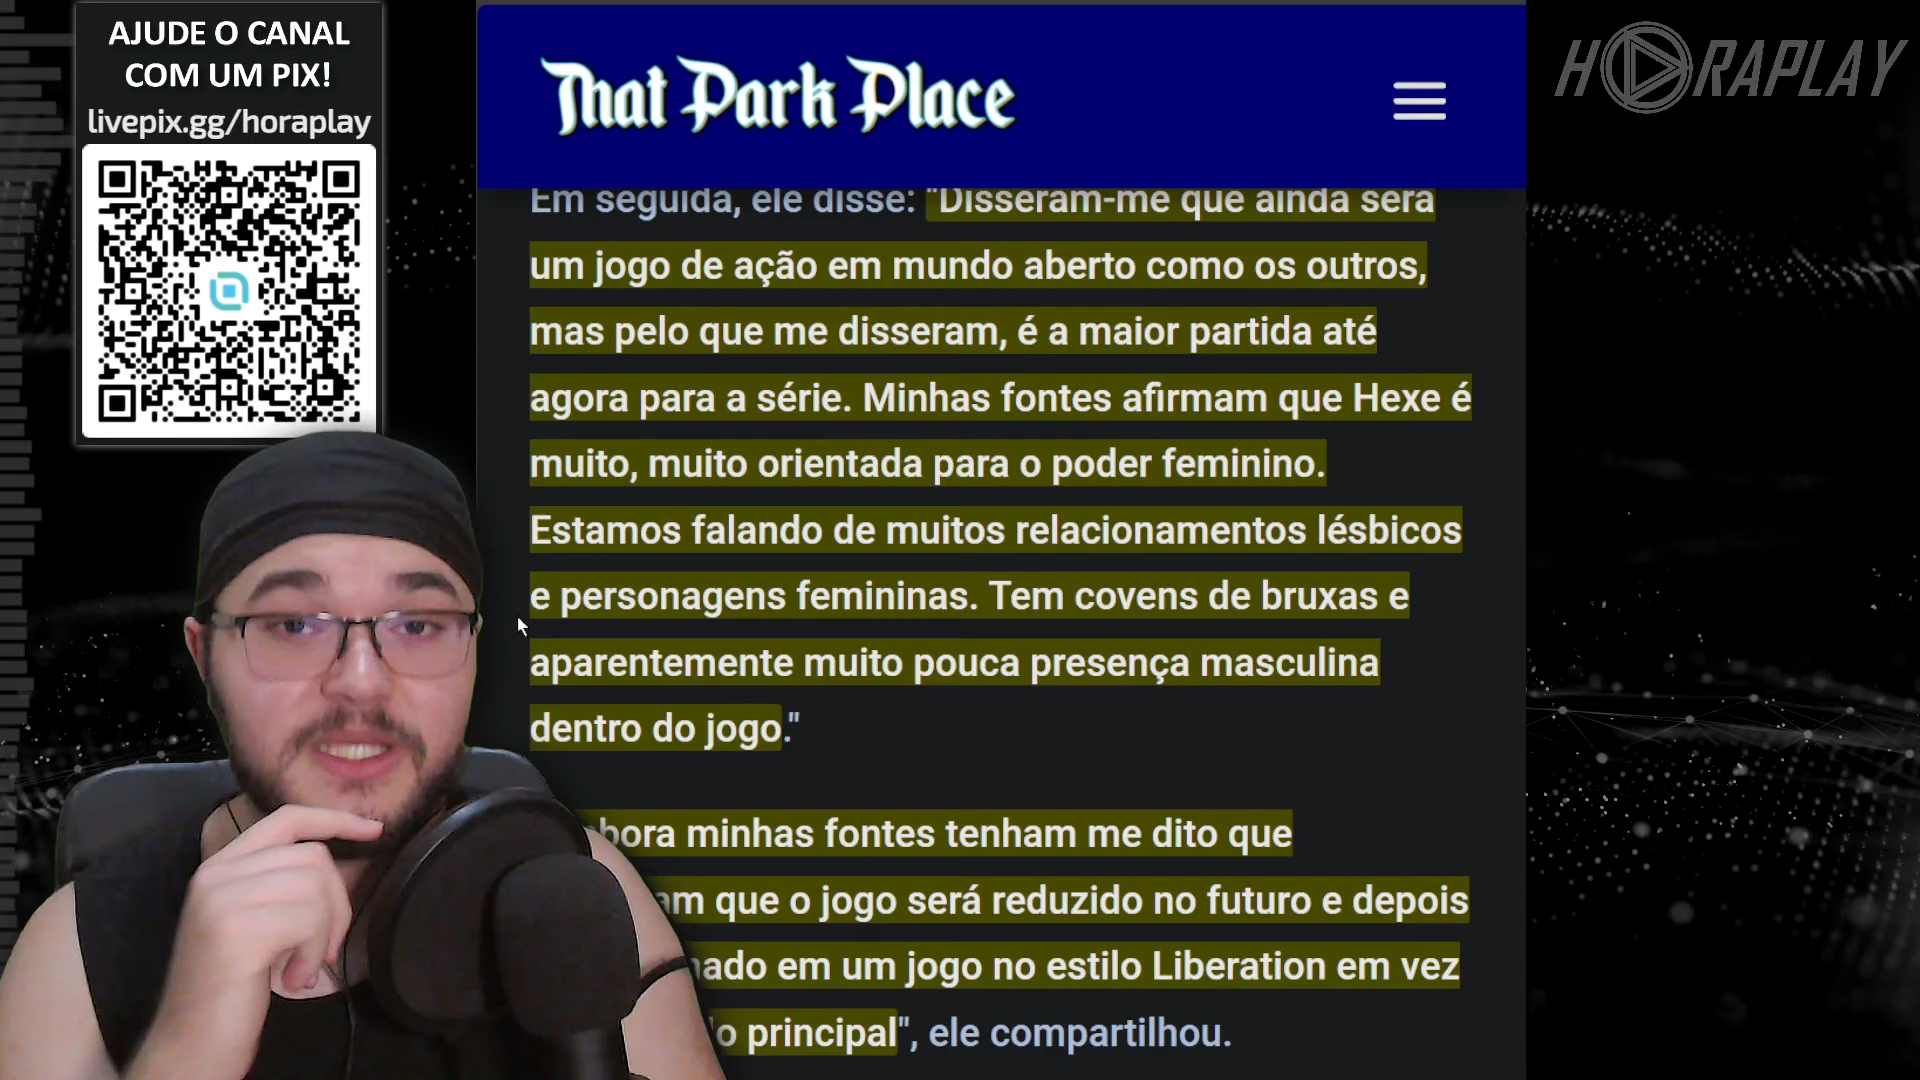 AJUDE O CANAL
COM UM PIX!
livepix.gg/horaplay
That Park Place
HORAPLAY
Em seguida, ele disse: "Disseram-me que ainda será
um jogo de ação em mundo aberto como os outros,
mas pelo que me disseram, é a maior partida até
agora para a série. Minhas fontes afirmam que Hexe é
muito, muito orientada para o poder feminino.
Estamos falando de muitos relacionamentos lésbicos
e personagens femininas. Tem covens de bruxas e
aparentemente muito pouca presença masculina
dentro do jogo."
minhas fontes tenham me dito que
que o jogo será reduzido no futuro e depois
em um jogo no estilo Liberation em vez
principal", ele compartilhou.